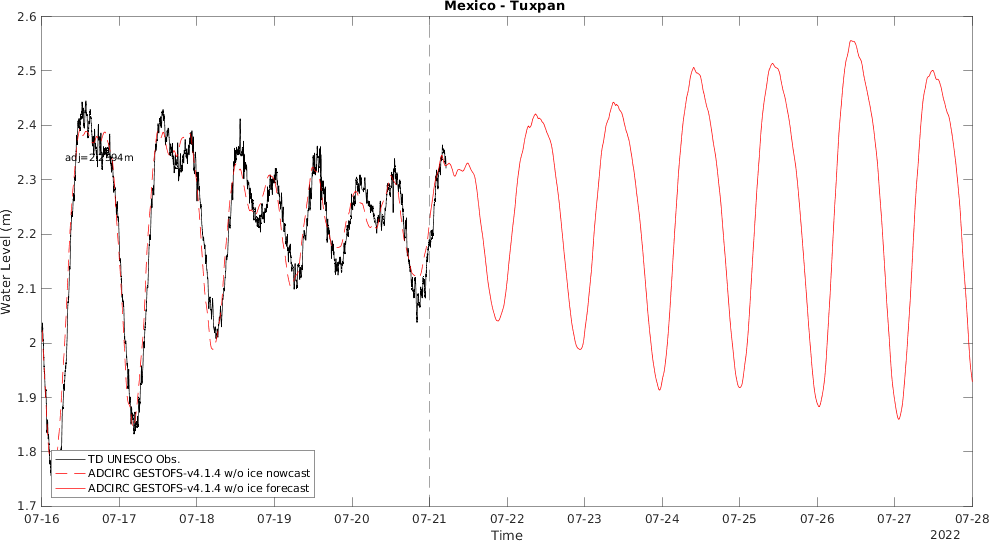 Mexico - Tuxpan
Water Level (m)
2.6
2.5
2.4
2.3
2.2
2.1
2
1.9
1.8
1.7
TD UNESCO Obs.
ADCIRC GESTOFS-v4.1.4 w/o ice nowcast
ADCIRC GESTOFS-v4.1.4 w/o ice forecast
07-16 07-17 07-18 07-19 07-20 07-21 07-22 07-23 07-24 07-25 07-26 07-27 07-28
Time
2022